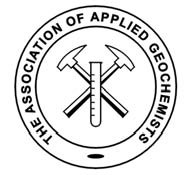 THE ASSOCIATION OF APPLIED GEOCHEMISTS